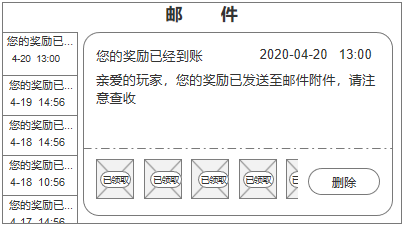 邮 件
您的奖励已...
4-20 13:00
您的奖励已...
4-19 14:56
您的奖励已...
4-18 14:56
您的奖励已...
4-18 10:56
您的奖励已...
4-17 14:56
您的奖励已经到账 2020-04-20 13:00
亲爱的玩家，您的奖励已发送至邮件附件，请注
意查收
已领取 已领取 已领取 已领取
删除